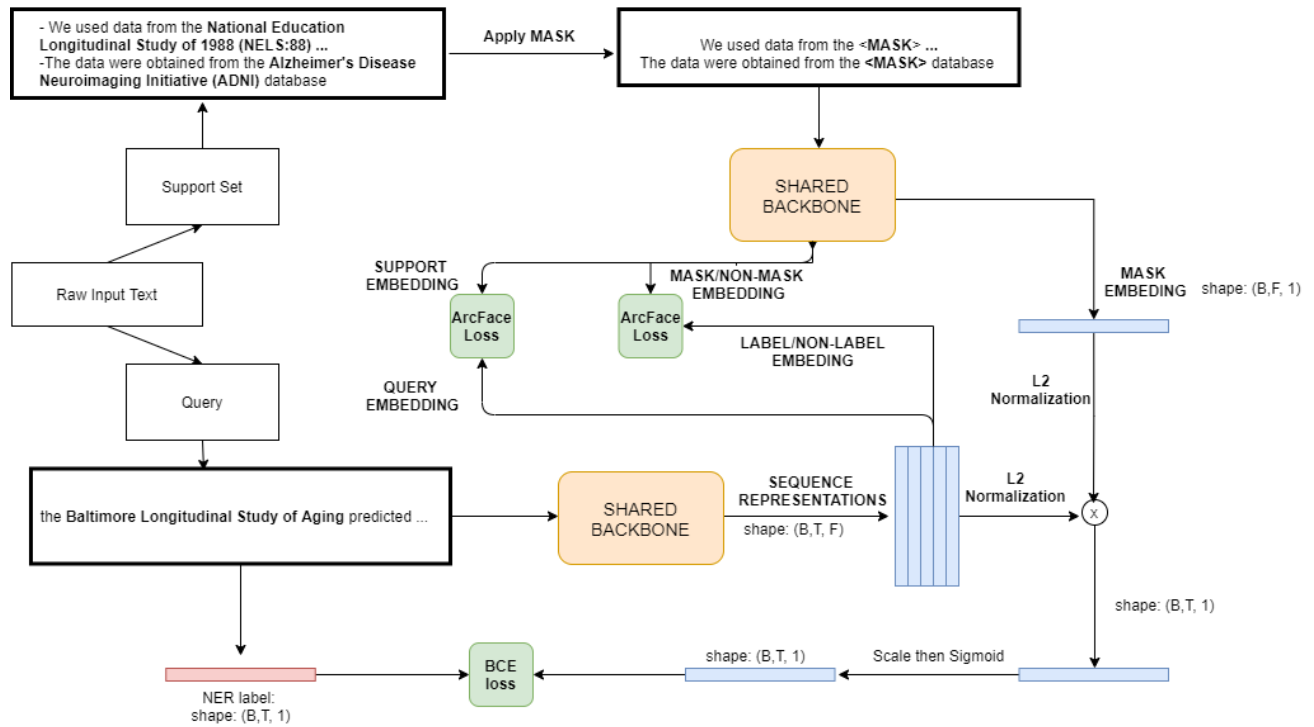 - We used data from the National Education
Longitudinal Study of 1988 (NELS:88) ...
-The data were obtained from the Alzheimer's Disease
Neuroimaging Initiative (ADNI) database
Apply MASK
We used data from the <MASK> ...
The data were obtained from the <MASK> database
Support Set
SHARED
BACKBONE
Raw Input Text
SUPPORT
EMBEDDING
MASK/NON-MASK
EMBEDDING
MASK
EMBEDING
shape: (B,F, 1)
ArcFace
Loss
ArcFace
Loss
LABEL/NON-LABEL
EMBEDING
Query
QUERY
EMBEDDING
L2
Normalization
the Baltimore Longitudinal Study of Aging predicted ...
SHARED
BACKBONE
SEQUENCE
REPRESENTATIONS
shape: (B,T, F)
L2
Normalization
X
shape: (B,T, 1)
NER label:
shape: (B,T, 1)
BCE
loss
shape: (B,T, 1)
Scale then Sigmoid